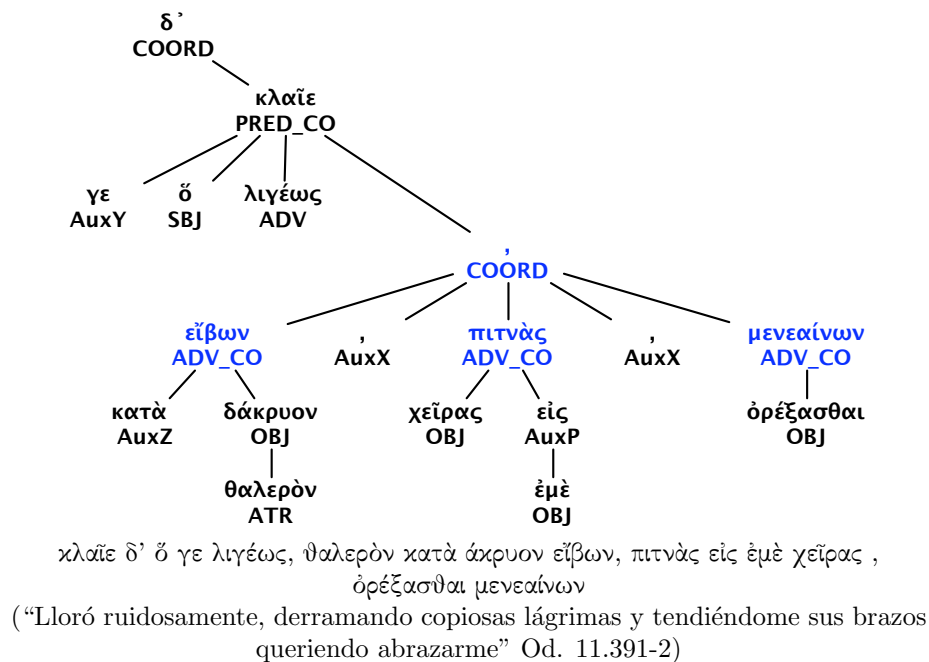 δ᾽
COORD
κλαῖε
PRED_CO
γε ὅ λιγέως
AuxY SBJ ADV
,
COORD
εἴβων , πιτνὰς , μενεαίνων
ADV_CO AuxX ADV_CO AuxX ADV_CO
κατὰ δάκρυον χεῖρας εἰς ὀρέξασθαι
AuxZ OBJ OBJ AuxP OBJ
θαλερὸν ἐμὲ
ATR OBJ
κλαῖε δ' ὅ γε λιγέως, θαλερὸν κατὰ άκρυον εἴβων, πιτνὰς εἰς ἐμὲ χεῖρας ,
ὀρέξασθαι μενεαίνων
(“Lloró ruidosamente, derramando copiosas lágrimas y tendiéndome sus brazos
queriendo abrazarme” Od. 11.391-2)